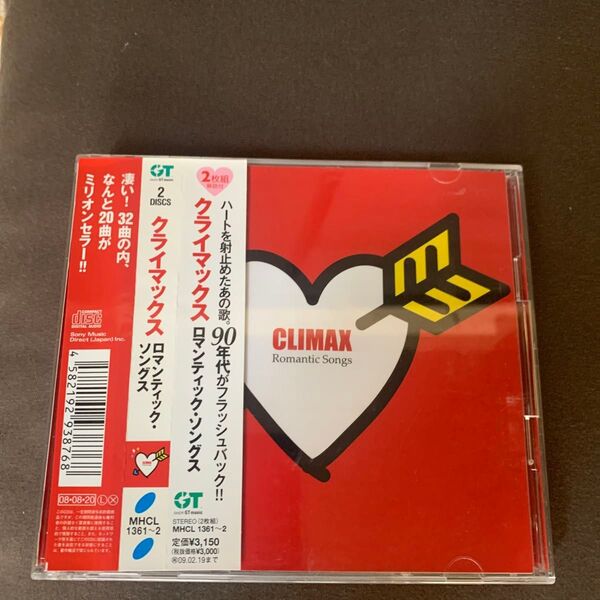 凄い! 32曲の内、
なんと20曲が
ミリオンセラー!!
COMPACT
disc
DIGITAL AUDIO
Sony Music
Direct (Japan) Inc.
4 582192 938768
08・08・20 Ⓛ Ⓧ
GT
2
DISCS
クライマックス
ロマンティック・
ソングス
CLIMAX
MHCL
1361~2
2枚組
ハートを射止めたあの歌。90年代がフラッシュバック!!
クライマックス ロマンティック・ソングス
GT
STEREO (2枚組)
MHCL 1361~2
定価¥3,150
(税抜価格¥3,000)
09.02.19まで
CLIMAX
Romantic Songs